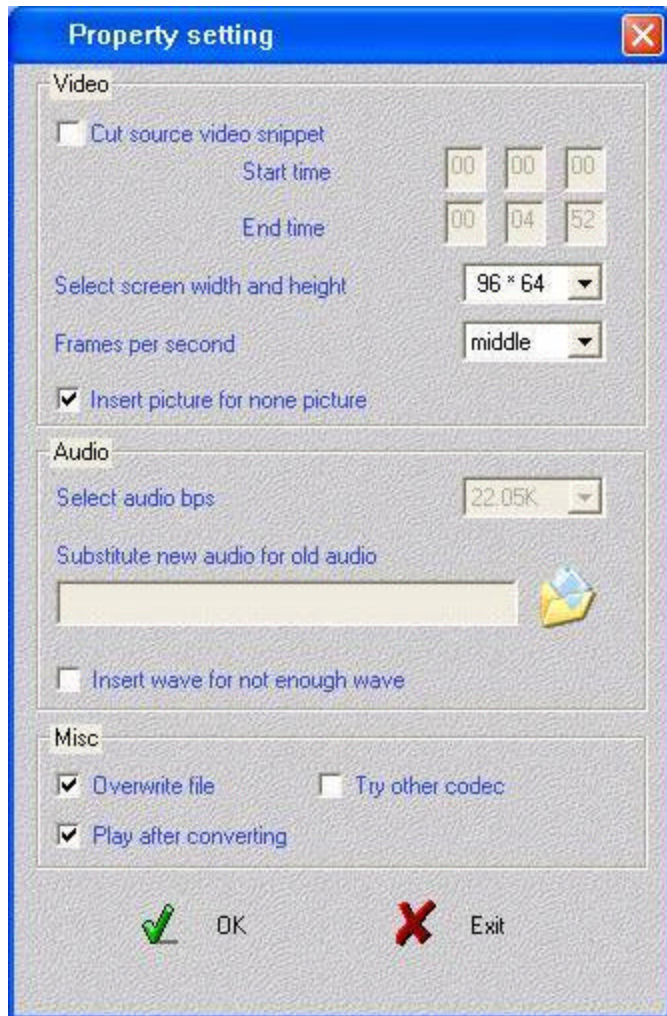 Property setting
Video
Cut source video snippet
Start time 00 00 00
End time 00 04 52
Select screen width and height 96 * 64
Frames per second middle
Insert picture for none picture
Audio
Select audio bps 22.05K
Substitute new audio for old audio
Insert wave for not enough wave
Misc
Overwrite file Try other codec
Play after converting
OK Exit